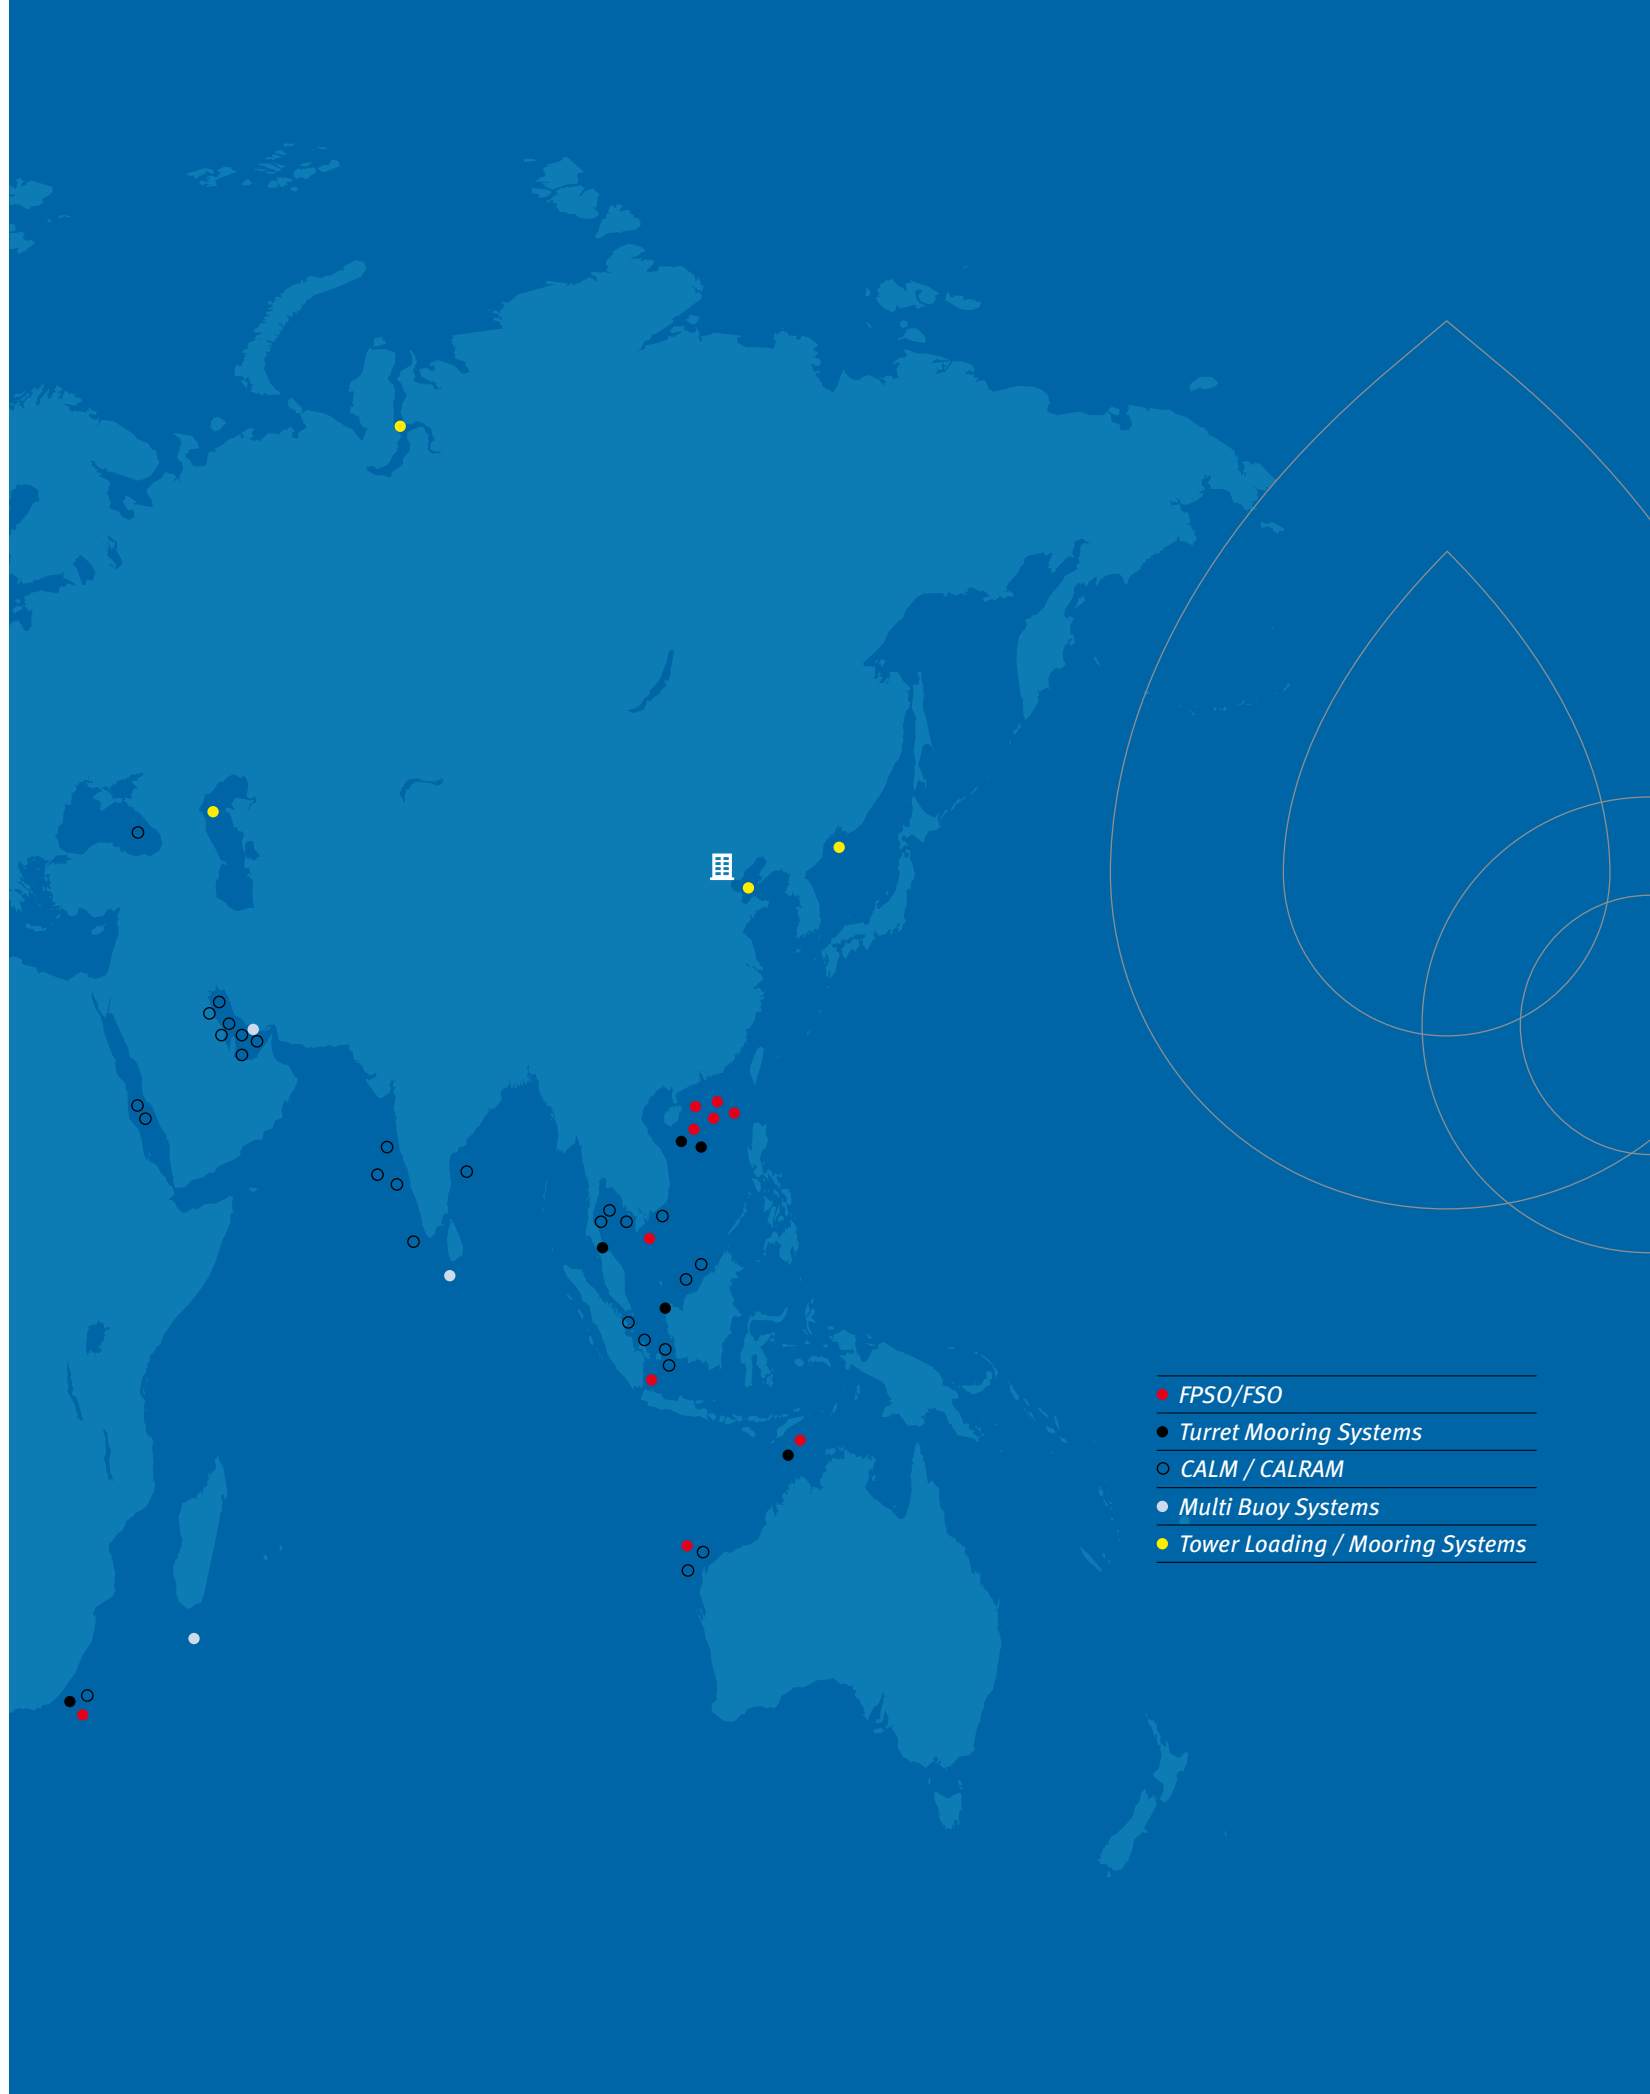 FPSO/FSO
Turret Mooring Systems
CALM / CALRAM
Multi Buoy Systems
Tower Loading / Mooring Systems